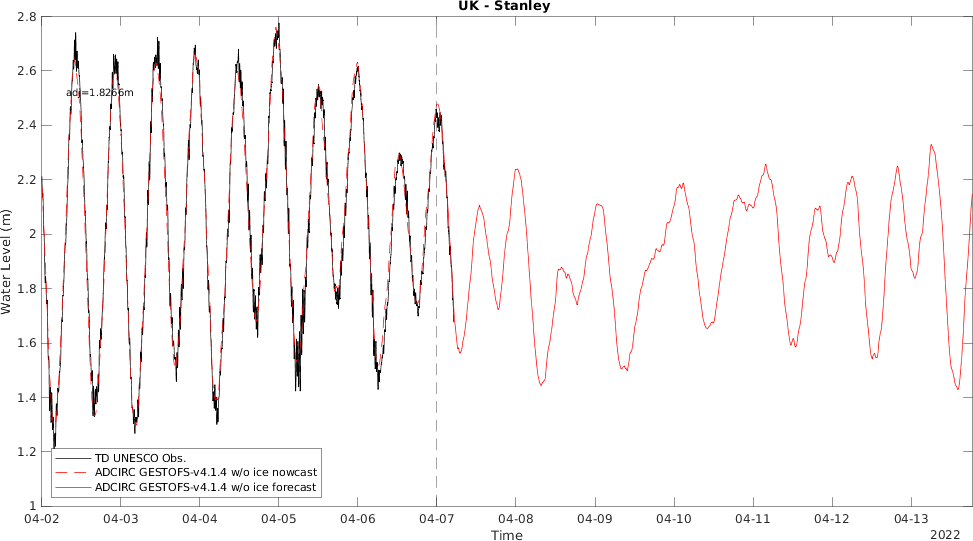 UK - Stanley
2.8
2.6
2.4
2.2
2
1.8
1.6
1.4
1.2
1
Water Level (m)
adj=1.8266m
TD UNESCO Obs.
ADCIRC GESTOFS-v4.1.4 w/o ice nowcast
ADCIRC GESTOFS-v4.1.4 w/o ice forecast
04-02 04-03 04-04 04-05 04-06 04-07 04-08 04-09 04-10 04-11 04-12 04-13
Time
2022